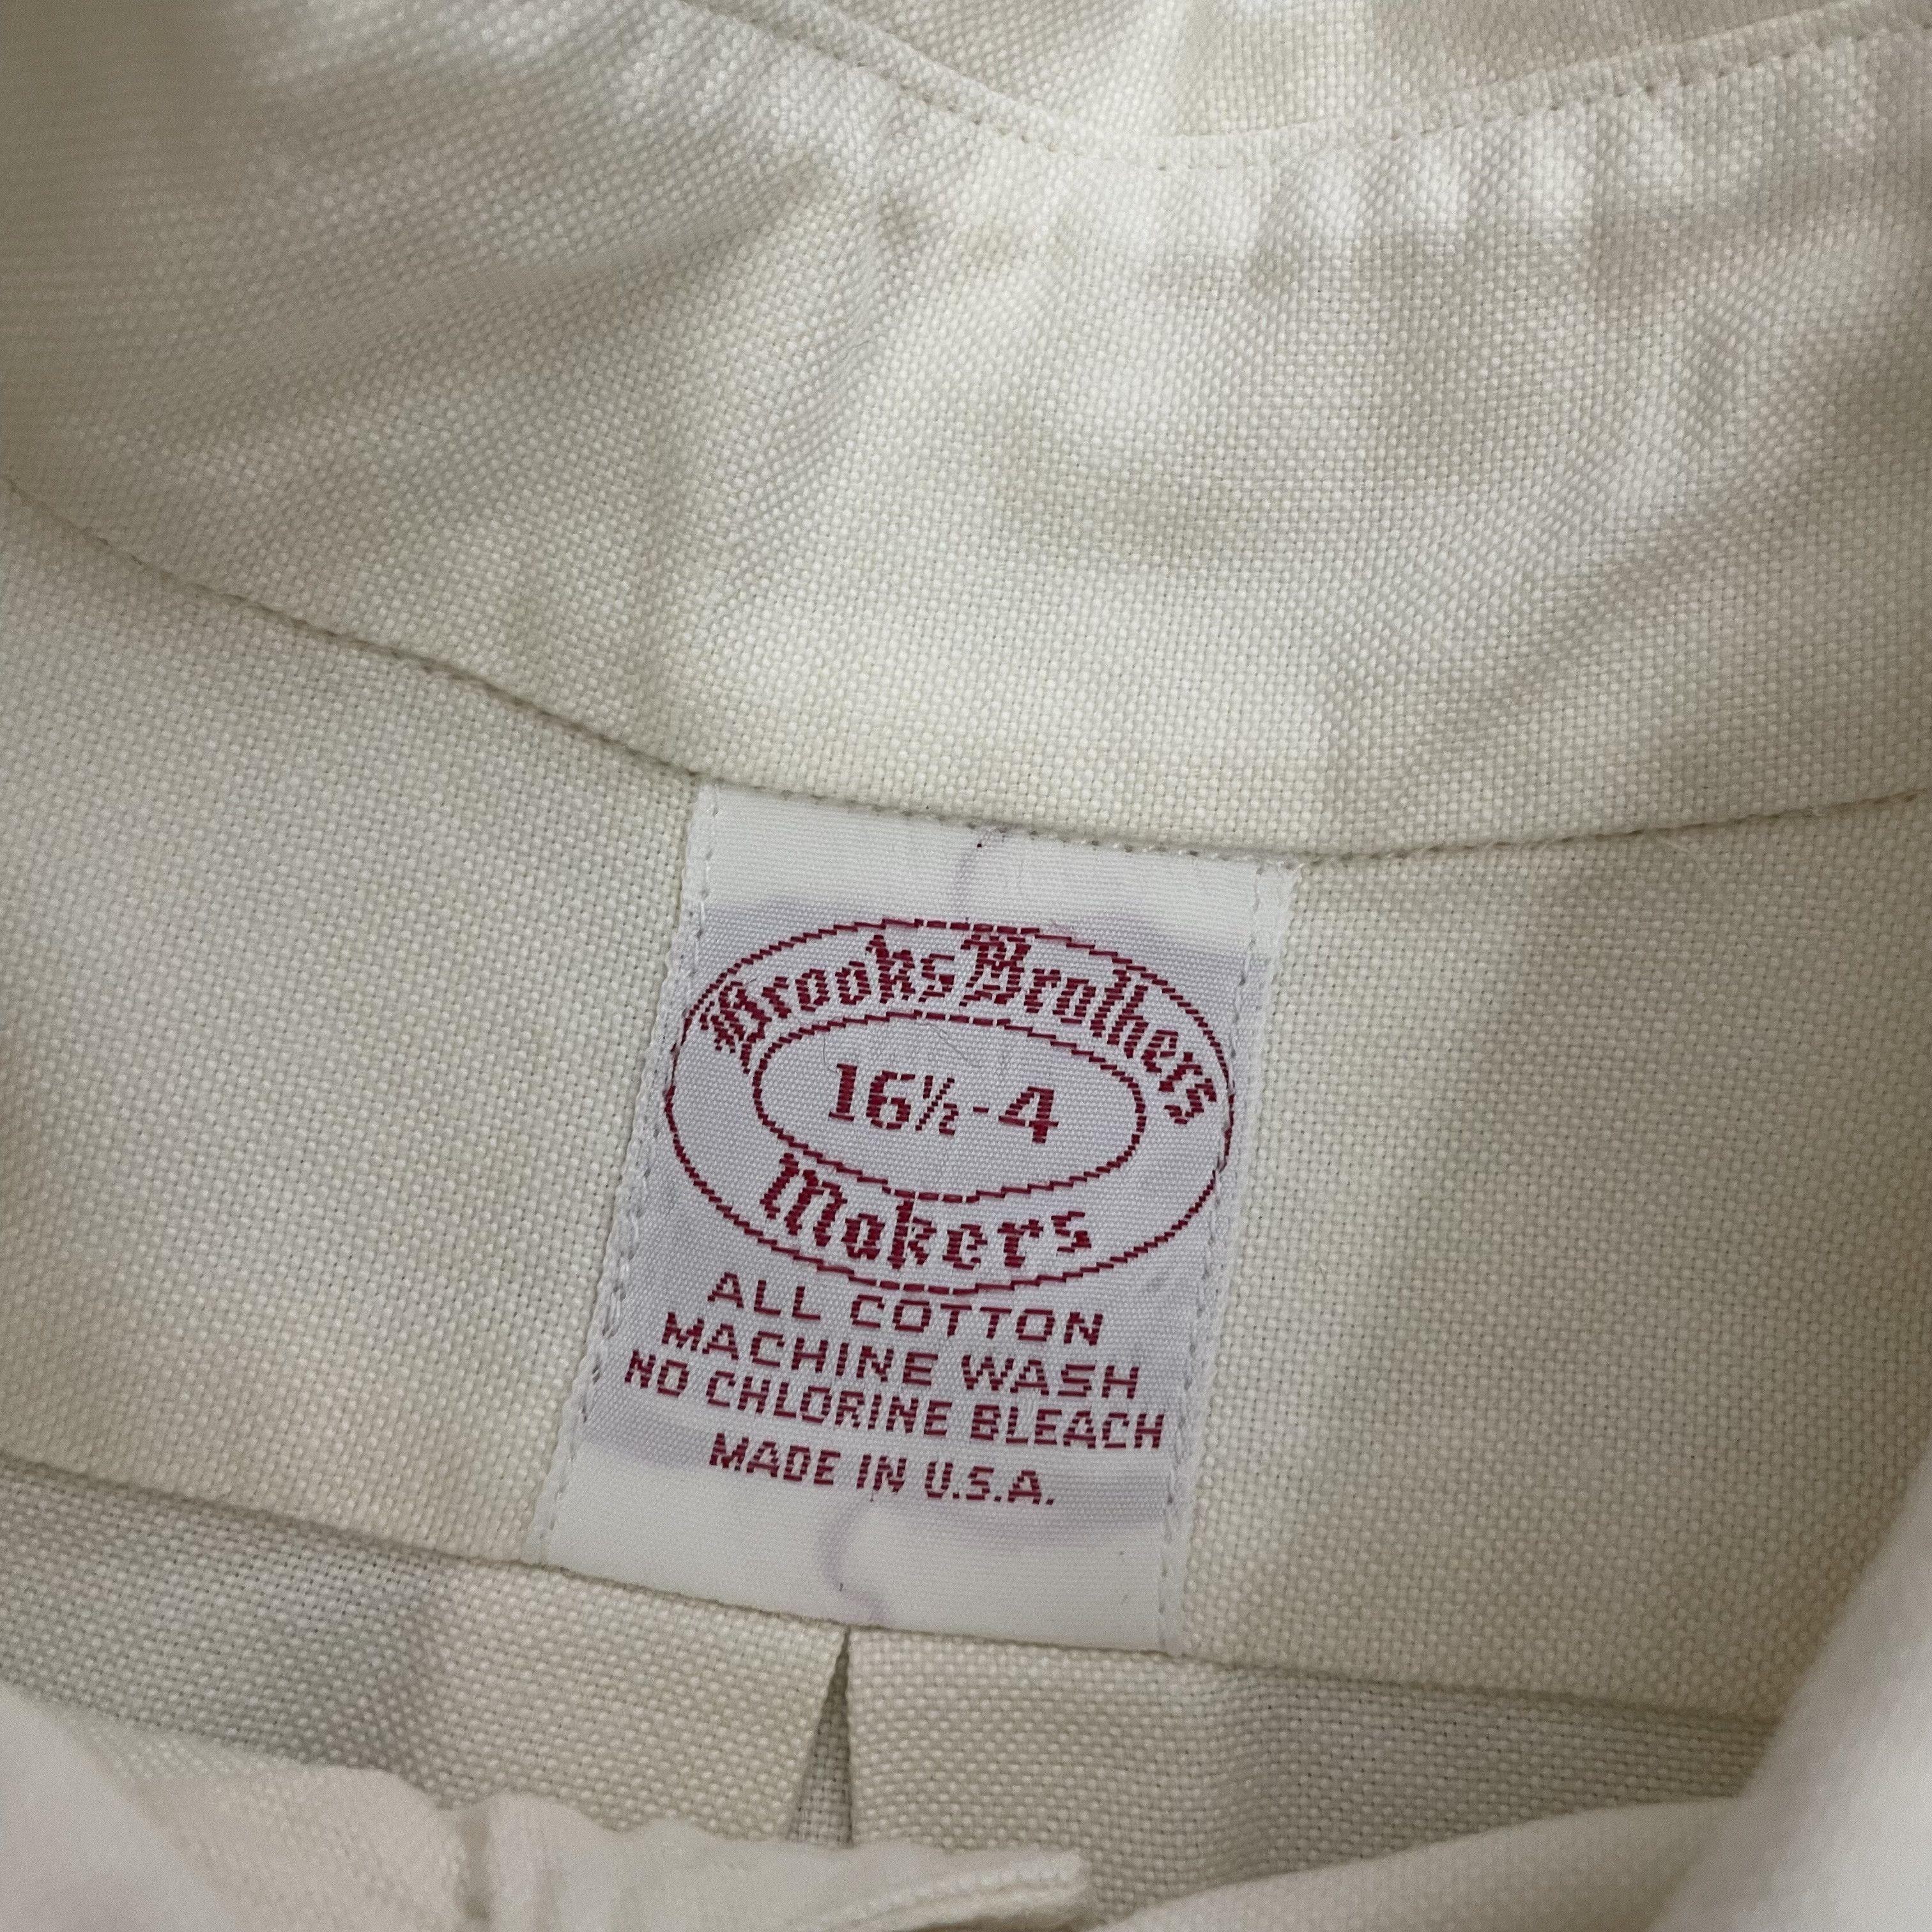 Brooks Brothers
16½-4
Makers
ALL COTTON
MACHINE WASH
NO CHLORINE BLEACH
MADE IN U.S.A.